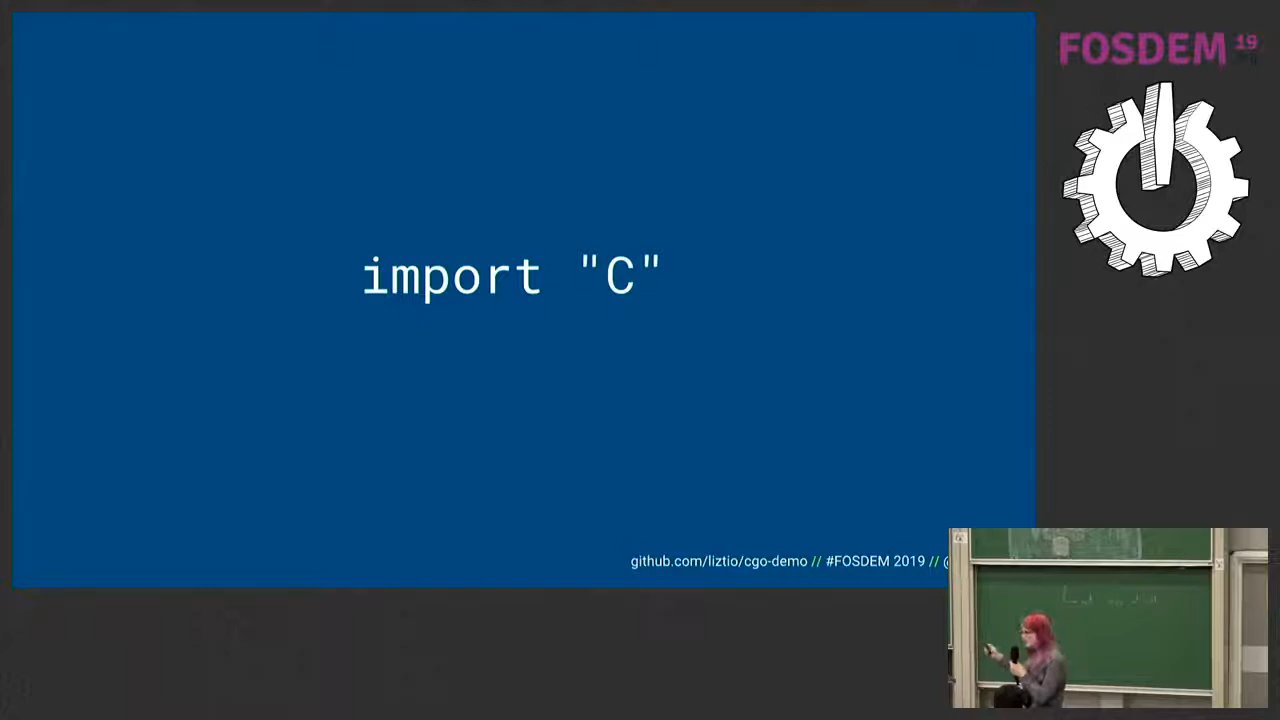 FOSDEM 19
import "C"
github.com/liztio/cgo-demo // #FOSDEM 2019 // @